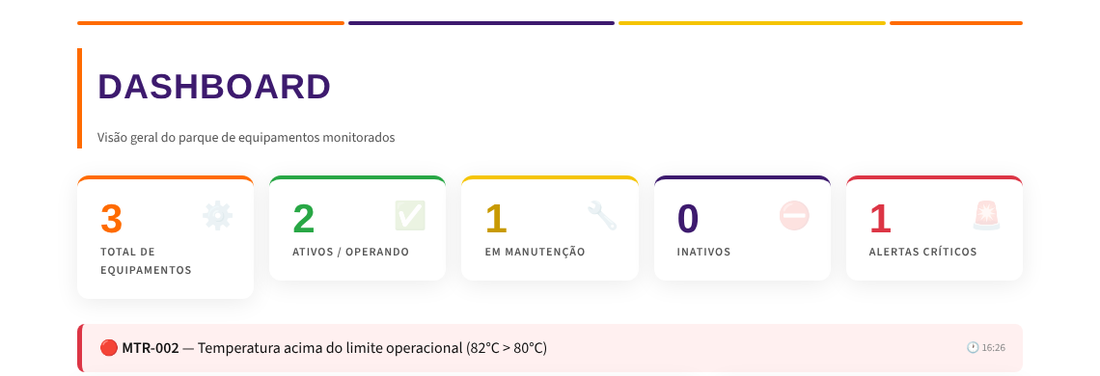 DASHBOARD
Visão geral do parque de equipamentos monitorados
3
TOTAL DE
EQUIPAMENTOS
2
ATIVOS / OPERANDO
1
EM MANUTENÇÃO
0
INATIVOS
1
ALERTAS CRÍTICOS
MTR-002 — Temperatura acima do limite operacional (82°C > 80°C)
16:26